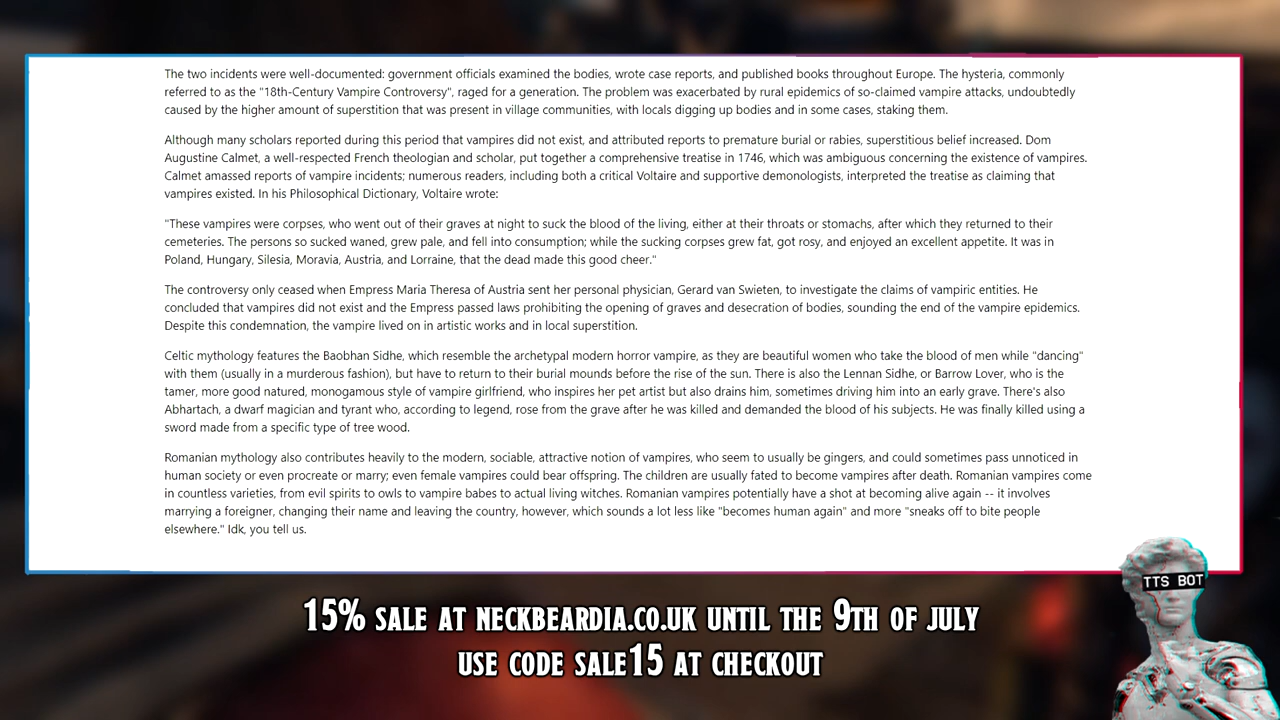 The two incidents were well-documented: government officials examined the bodies, wrote case reports, and published books throughout Europe. The hysteria, commonly
referred to as the "18th-Century Vampire Controversy", raged for a generation. The problem was exacerbated by rural epidemics of so-claimed vampire attacks, undoubtedly
caused by the higher amount of superstition that was present in village communities, with locals digging up bodies and in some cases, staking them.
Although many scholars reported during this period that vampires did not exist, and attributed reports to premature burial or rabies, superstitious belief increased. Dom
Augustine Calmet, a well-respected French theologian and scholar, put together a comprehensive treatise in 1746, which was ambiguous concerning the existence of vampires.
Calmet amassed reports of vampire incidents; numerous readers, including both a critical Voltaire and supportive demonologists, interpreted the treatise as claiming that
vampires existed. In his Philosophical Dictionary, Voltaire wrote:
"These vampires were corpses, who went out of their graves at night to suck the blood of the living, either at their throats or stomachs, after which they returned to their
cemeteries. The persons so sucked waned, grew pale, and fell into consumption; while the sucking corpses grew fat, got rosy, and enjoyed an excellent appetite. It was in
Poland, Hungary, Silesia, Moravia, Austria, and Lorraine, that the dead made this good cheer."
The controversy only ceased when Empress Maria Theresa of Austria sent her personal physician, Gerard van Swieten, to investigate the claims of vampiric entities. He
concluded that vampires did not exist and the Empress passed laws prohibiting the opening of graves and desecration of bodies, sounding the end of the vampire epidemics.
Despite this condemnation, the vampire lived on in artistic works and in local superstition.
Celtic mythology features the Baobhan Sidhe, which resemble the archetypal modern horror vampire, as they are beautiful women who take the blood of men while "dancing"
with them (usually in a murderous fashion), but have to return to their burial mounds before the rise of the sun. There is also the Lennan Sidhe, or Barrow Lover, who is the
tamer, more good natured, monogamous style of vampire girlfriend, who inspires her pet artist but also drains him, sometimes driving him into an early grave. There's also
Abhartach, a dwarf magician and tyrant who, according to legend, rose from the grave after he was killed and demanded the blood of his subjects. He was finally killed using a
sword made from a specific type of tree wood.
Romanian mythology also contributes heavily to the modern, sociable, attractive notion of vampires, who seem to usually be gingers, and could sometimes pass unnoticed in
human society or even procreate or marry; even female vampires could bear offspring. The children are usually fated to become vampires after death. Romanian vampires come
in countless varieties, from evil spirits to owls to vampire babes to actual living witches. Romanian vampires potentially have a shot at becoming alive again -- it involves
marrying a foreigner, changing their name and leaving the country, however, which sounds a lot less like "becomes human again" and more "sneaks off to bite people
elsewhere." Idk, you tell us.
TTS BOT
15% SALE AT NECKBEARDIA.CO.UK UNTIL THE 9TH OF JULY
USE CODE SALE15 AT CHECKOUT